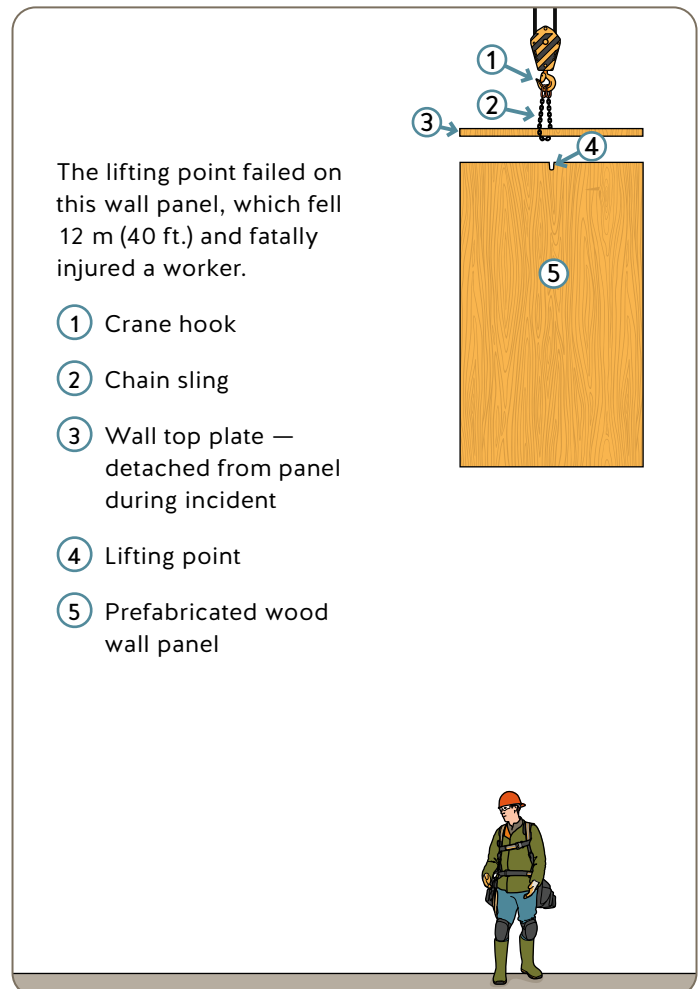 The lifting point failed on
this wall panel, which fell
12 m (40 ft.) and fatally
injured a worker.
1 Crane hook
2 Chain sling
3 Wall top plate —
detached from panel
during incident
4 Lifting point
5 Prefabricated wood
wall panel
1
2
3
4
5